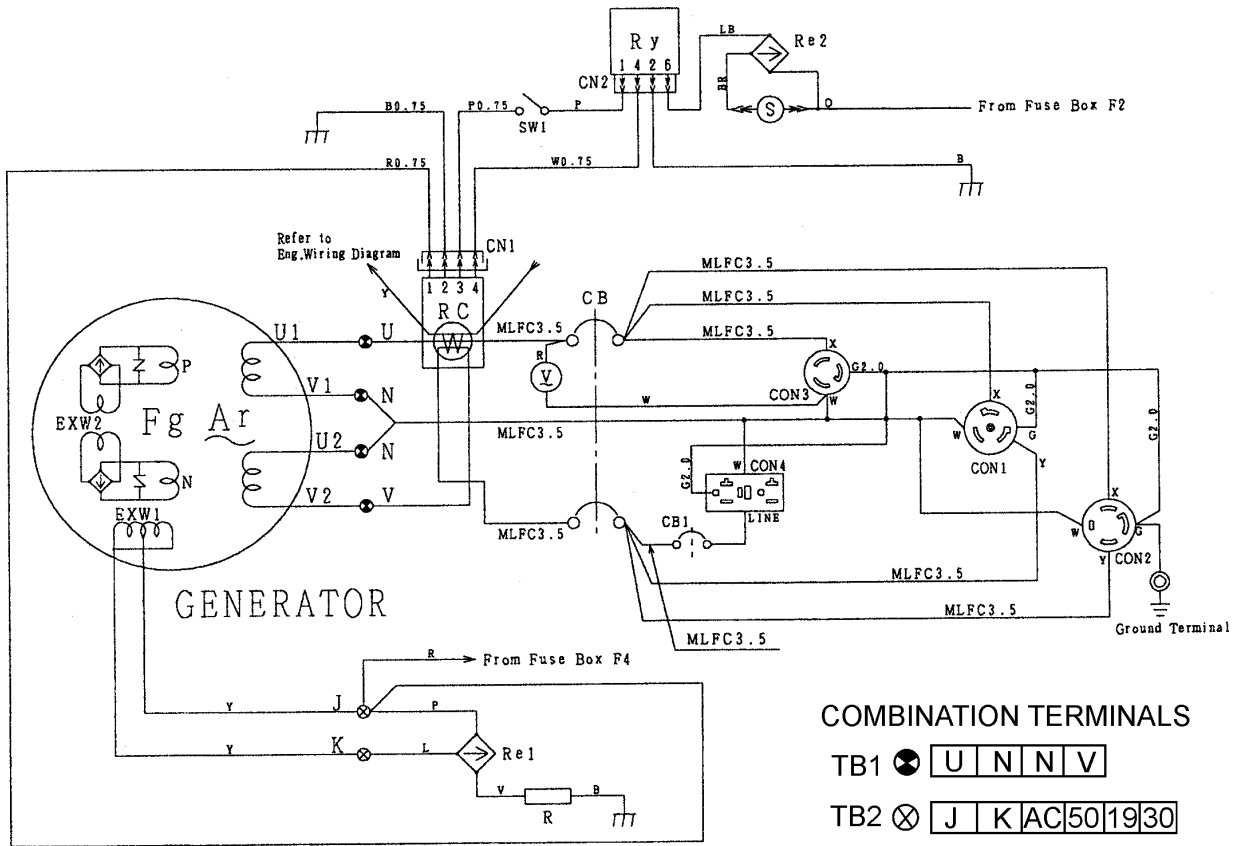 Ry
1 4 2 6
CN2
LB
Re2
BR
S
O
From Fuse Box F2
B0.75
P0.75
P
SW1
R0.75
W0.75
B
Refer to
Eng.Wiring Diagram
Y
CN1
1 2 3 4
RC
W
MLFC3.5
CB
MLFC3.5
MLFC3.5
MLFC3.5
U1
U
R
V
X
G2.0
CON3
W
W
V1
N
P
EXW2
Fg
Ar
U2
N
MLFC3.5
N
V2
V
EXW1
G2.0
W
CON4
LINE
CB1
MLFC3.5
X
W
G
G2.0
CON1
Y
G2.0
X
W
G
Y
CON2
MLFC3.5
MLFC3.5
MLFC3.5
Ground Terminal
GENERATOR
R
From Fuse Box F4
Y
J
P
Y
K
L
Re1
V
R
B
COMBINATION TERMINALS
TB1 U N N V
TB2 J K AC 50 19 30